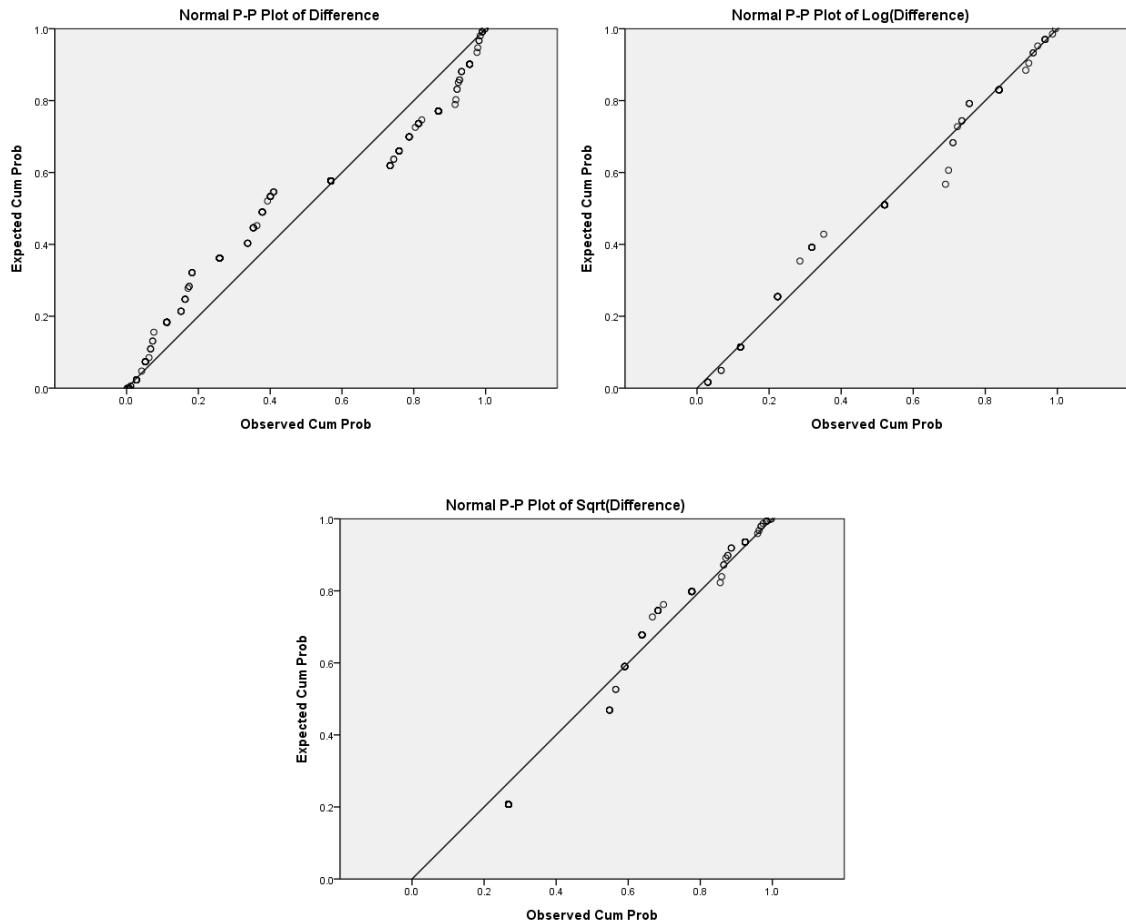 Normal P-P Plot of Difference
1.0
0.8
0.6
0.4
0.2
0.0
Expected Cum Prob
0.0 0.2 0.4 0.6 0.8 1.0
Observed Cum Prob
Normal P-P Plot of Log(Difference)
1.0
0.8
0.6
0.4
0.2
0.0
Expected Cum Prob
0.0 0.2 0.4 0.6 0.8 1.0
Observed Cum Prob
Normal P-P Plot of Sqrt(Difference)
1.0
0.8
0.6
0.4
0.2
0.0
Expected Cum Prob
0.0 0.2 0.4 0.6 0.8 1.0
Observed Cum Prob